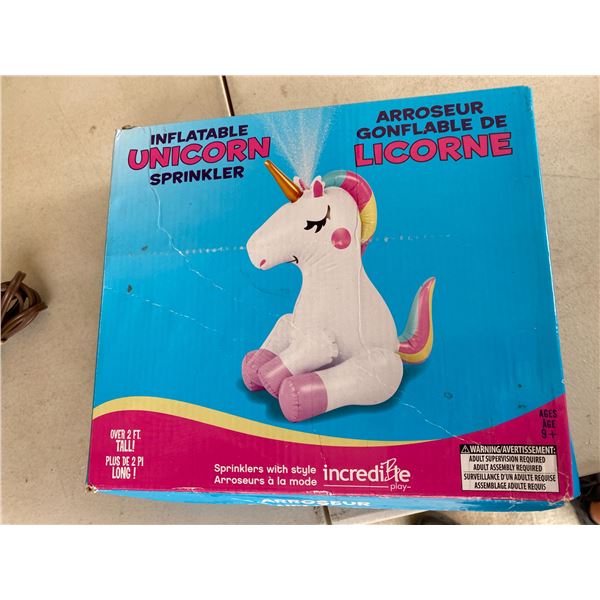 INFLATABLE
UNICORN
SPRINKLER
ARROSEUR
GONFLABLE DE
LICORNE
OVER 2 FT.
TALL!
PLUS DE 2 PI
LONG !
Sprinklers with style
Arroseurs à la mode
incrediBle
play™
AGES
ÂGE
9+
WARNING/AVERTISSEMENT:
ADULT SUPERVISION REQUIRED
ADULT ASSEMBLY REQUIRED
SURVEILLANCE D'UN ADULTE REQUISE
ASSEMBLAGE ADULTE REQUIS
ARROSEUR